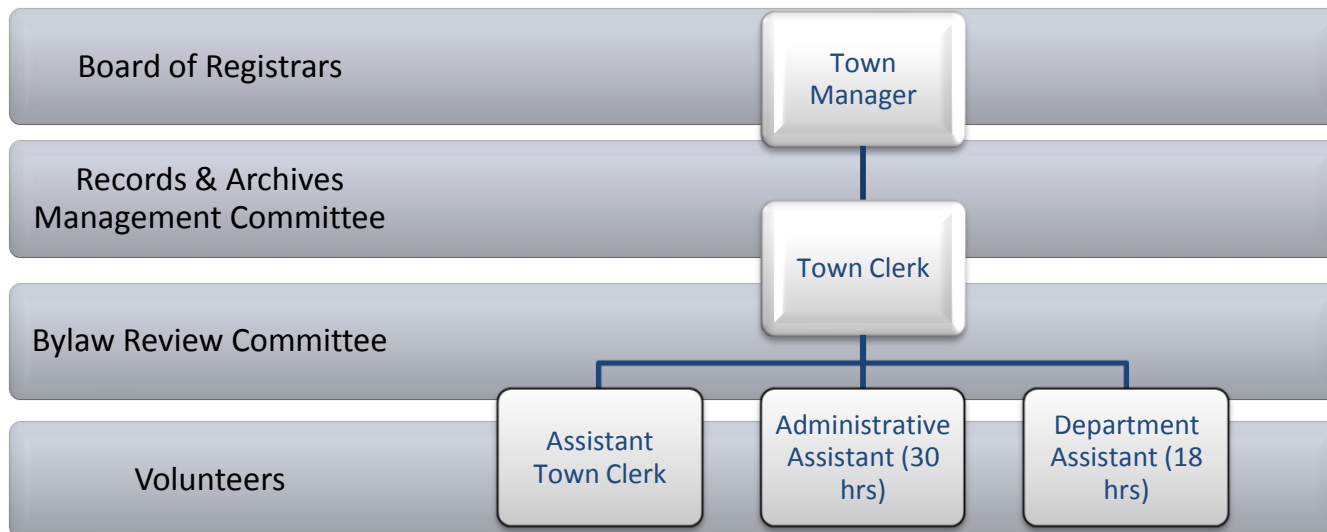 Board of Registrars
Town
Manager
Records & Archives
Management Committee
Town Clerk
Bylaw Review Committee
Assistant
Town Clerk
Administrative
Assistant (30
hrs)
Department
Assistant (18
hrs)
Volunteers